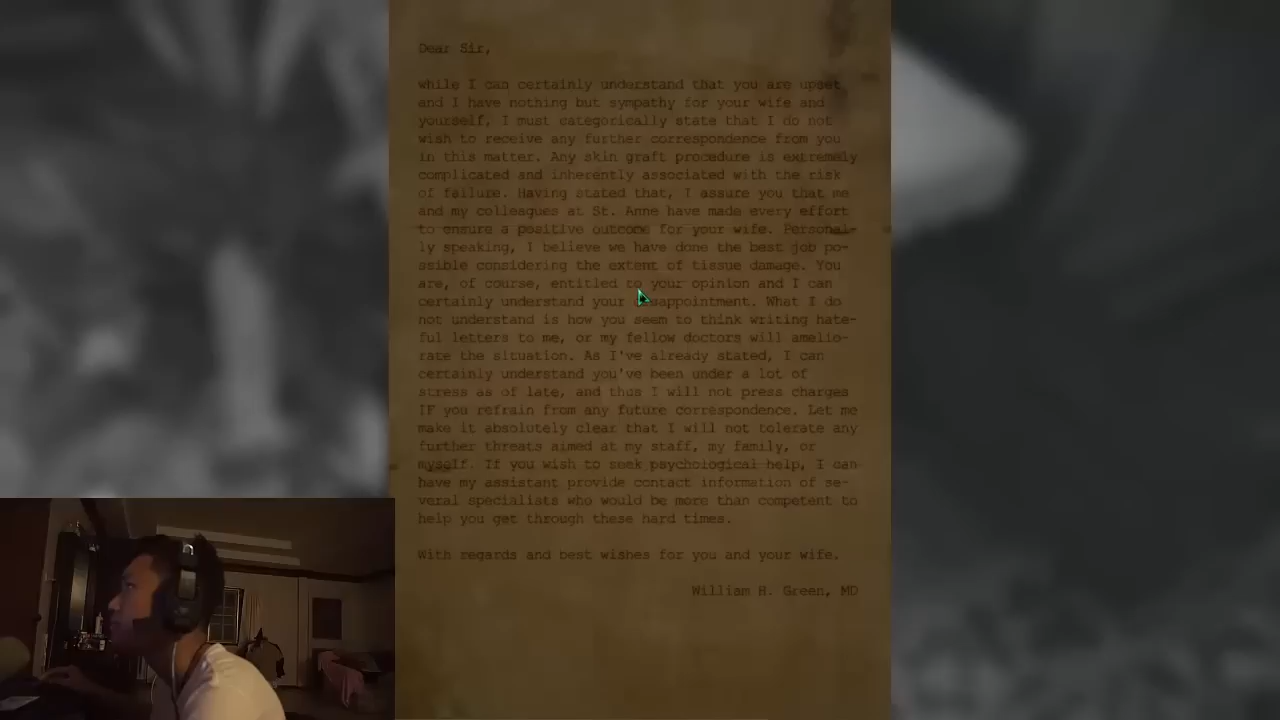 Dear Sir,
while I can certainly understand that you are upset
and I have nothing but sympathy for your wife and
yourself, I must categorically state that I do not
wish to receive any further correspondence from you
in this matter. Any skin graft procedure is extremely
complicated and inherently associated with the risk
of failure. Having stated that, I assure you that me
and my colleagues at St. Anne have made every effort
to ensure a positive outcome for your wife. Personal-
ly speaking, I believe we have done the best job po-
ssible considering the extent of tissue damage. You
are, of course, entitled to your opinion and I can
certainly understand your disappointment. What I do
not understand is how you seem to think writing hate-
ful letters to me, or my fellow doctors will amelio-
rate the situation. As I've already stated, I can
certainly understand you've been under a lot of
stress as of late, and thus I will not press charges
IF you refrain from any future correspondence. Let me
make it absolutely clear that I will not tolerate any
further threats aimed at my staff, my family, or
myself. If you wish to seek psychological help, I can
have my assistant provide contact information of se-
veral specialists who would be more than competent to
help you get through these hard times.
With regards and best wishes for you and your wife.
William H. Green, MD